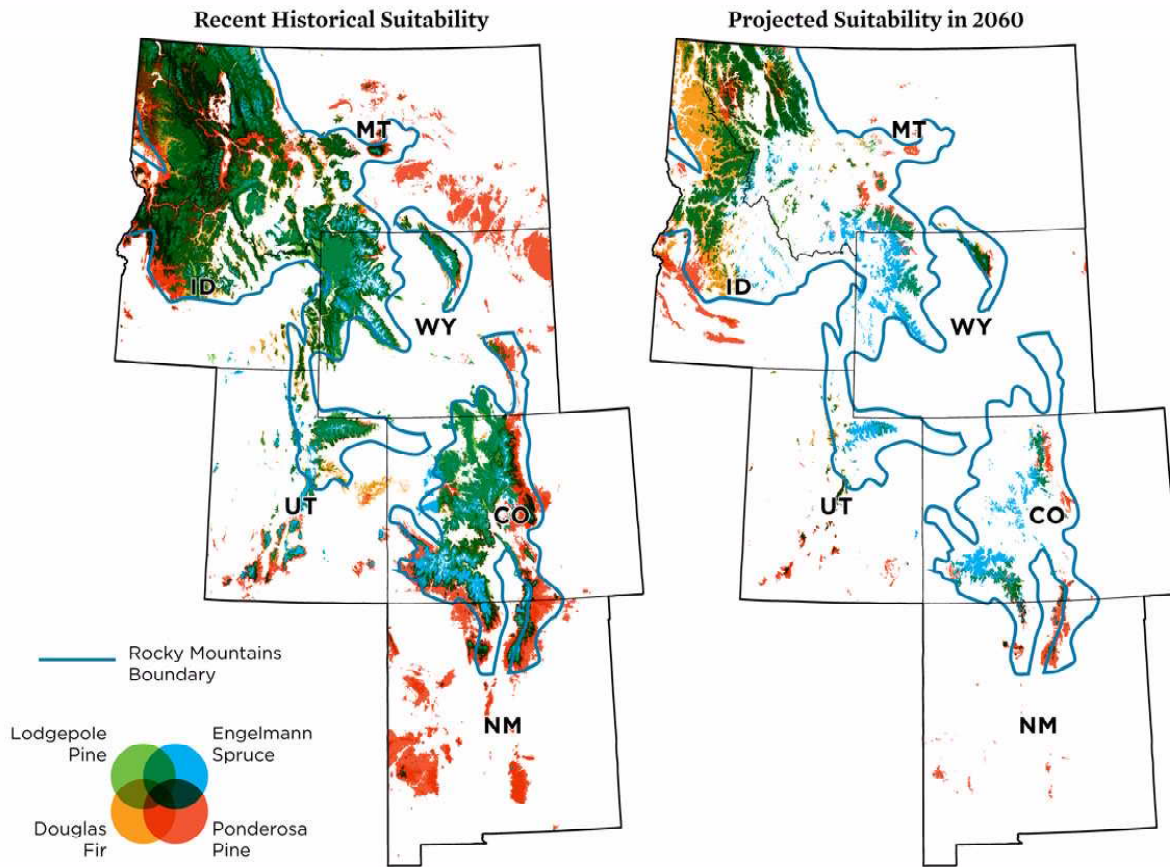 Recent Historical Suitability
Projected Suitability in 2060
MT
ID
WY
UT
CO
NM
MT
ID
WY
UT
CO
NM
Rocky Mountains
Boundary
Lodgepole
Pine
Engelmann
Spruce
Douglas
Fir
Ponderosa
Pine